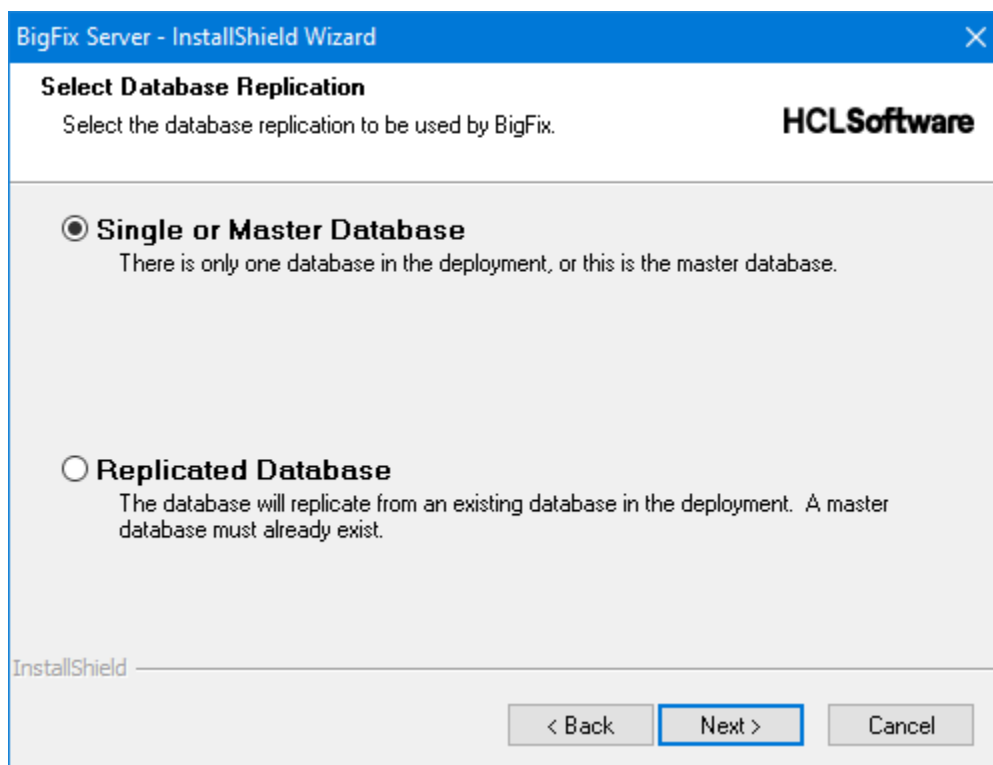 BigFix Server - InstallShield Wizard
Select Database Replication
Select the database replication to be used by BigFix.
HCLSoftware
Single or Master Database
There is only one database in the deployment, or this is the master database.
Replicated Database
The database will replicate from an existing database in the deployment.  A master
database must already exist.
InstallShield
< Back
Next >
Cancel